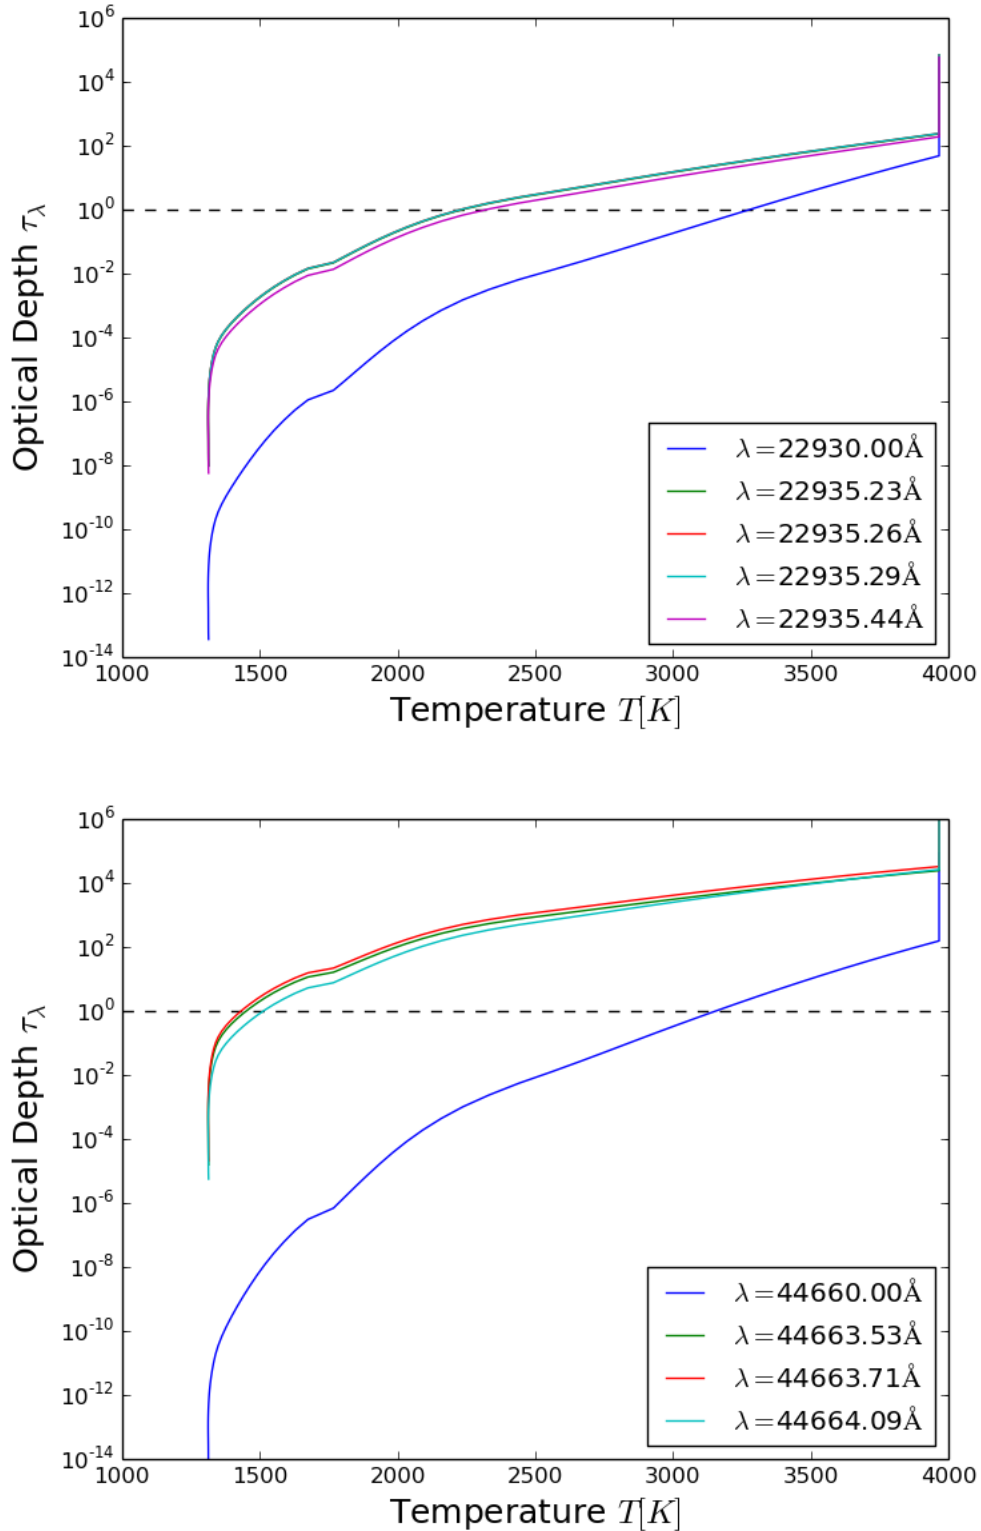 10^6
10^4
10^2
10^0
10^-2
10^-4
10^-6
10^-8
10^-10
10^-12
10^-14
Optical Depth τ_λ
λ=22930.00Å
λ=22935.23Å
λ=22935.26Å
λ=22935.29Å
λ=22935.44Å
1000 1500 2000 2500 3000 3500 4000
Temperature T[K]
10^6
10^4
10^2
10^0
10^-2
10^-4
10^-6
10^-8
10^-10
10^-12
10^-14
Optical Depth τ_λ
λ=44660.00Å
λ=44663.53Å
λ=44663.71Å
λ=44664.09Å
1000 1500 2000 2500 3000 3500 4000
Temperature T[K]